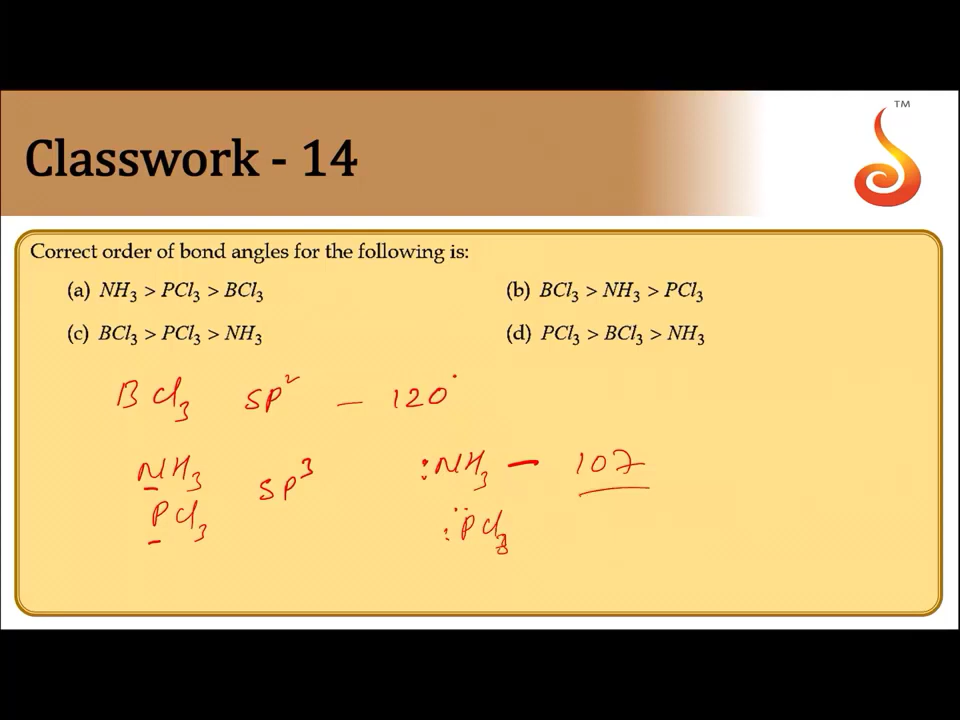 TM
Classwork - 14
Correct order of bond angles for the following is:
(a) NH₃ > PCl₃ > BCl₃ (b) BCl₃ > NH₃ > PCl₃
(c) BCl₃ > PCl₃ > NH₃ (d) PCl₃ > BCl₃ > NH₃
BCl₃ SP² — 120°
NH₃ SP³ :NH₃ — 107
PCl₃ :PCl₃